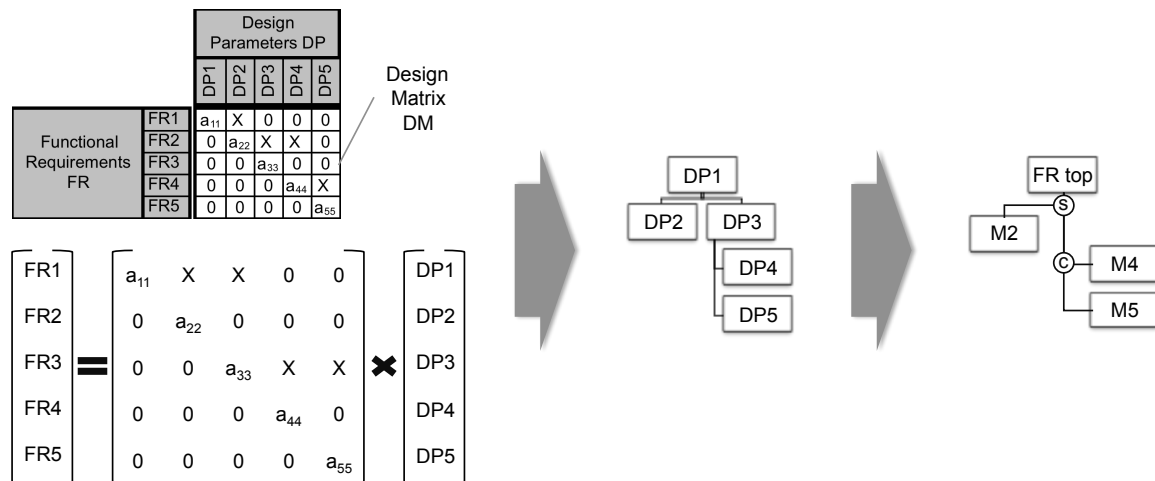 Design
Parameters DP
DP1 DP2 DP3 DP4 DP5
Design
Matrix
DM
Functional
Requirements
FR
FR1 a11 X 0 0 0
FR2 0 a22 X X 0
FR3 0 0 a33 0 0
FR4 0 0 0 a44 X
FR5 0 0 0 0 a55
FR1 a11 X X 0 0 DP1
FR2 0 a22 0 0 0 DP2
FR3 = 0 0 a33 X X × DP3
FR4 0 0 0 a44 0 DP4
FR5 0 0 0 0 a55 DP5
DP1
DP2 DP3
DP4
DP5
FR top
S
M2
C
M4
M5